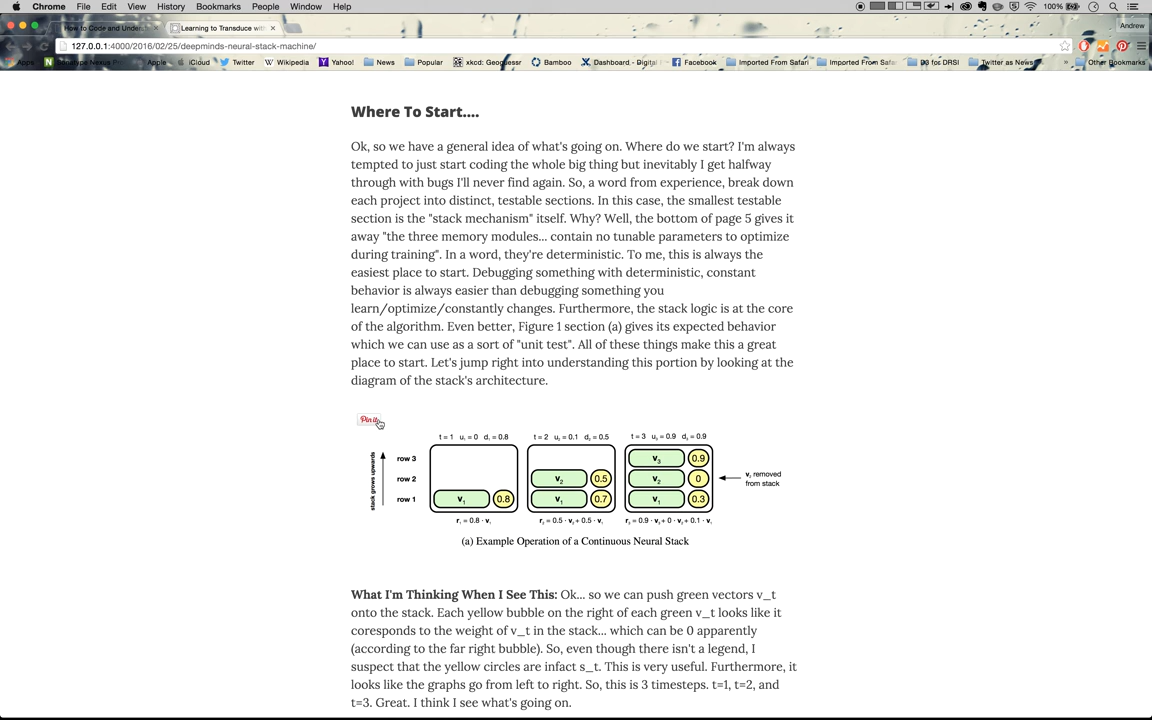 Chrome File Edit View History Bookmarks People Window Help 100%
How to Code and Under Learning to Transduce with Andrew
127.0.0.1:4000/2016/02/25/deepminds-neural-stack-machine/
Apps Sonatype Nexus Apple iCloud Twitter Wikipedia Yahoo! News Popular xkcd: Geoguessr Bamboo Dashboard - Digital Facebook Imported From Safari Imported From Safa D3 for DRSI Twitter as News » Other Bookmarks
Where To Start....
Ok, so we have a general idea of what's going on. Where do we start? I'm always
tempted to just start coding the whole big thing but inevitably I get halfway
through with bugs I'll never find again. So, a word from experience, break down
each project into distinct, testable sections. In this case, the smallest testable
section is the "stack mechanism" itself. Why? Well, the bottom of page 5 gives it
away "the three memory modules... contain no tunable parameters to optimize
during training". In a word, they're deterministic. To me, this is always the
easiest place to start. Debugging something with deterministic, constant
behavior is always easier than debugging something you
learn/optimize/constantly changes. Furthermore, the stack logic is at the core
of the algorithm. Even better, Figure 1 section (a) gives its expected behavior
which we can use as a sort of "unit test". All of these things make this a great
place to start. Let's jump right into understanding this portion by looking at the
diagram of the stack's architecture.
Pin it
t = 1 u₁ = 0 d₁ = 0.8 t = 2 u₂ = 0.1 d₂ = 0.5 t = 3 u₃ = 0.9 d₃ = 0.9
stack grows upwards
row 3 v₃ 0.9
row 2 v₂ 0.5 v₂ 0 v₂ removed from stack
row 1 v₁ 0.8 v₁ 0.7 v₁ 0.3
r₁ = 0.8 · v₁ r₂ = 0.5 · v₂ + 0.5 · v₁ r₃ = 0.9 · v₃ + 0 · v₂ + 0.1 · v₁
(a) Example Operation of a Continuous Neural Stack
What I'm Thinking When I See This: Ok... so we can push green vectors v_t
onto the stack. Each yellow bubble on the right of each green v_t looks like it
coresponds to the weight of v_t in the stack... which can be 0 apparently
(according to the far right bubble). So, even though there isn't a legend, I
suspect that the yellow circles are infact s_t. This is very useful. Furthermore, it
looks like the graphs go from left to right. So, this is 3 timesteps. t=1, t=2, and
t=3. Great. I think I see what's going on.